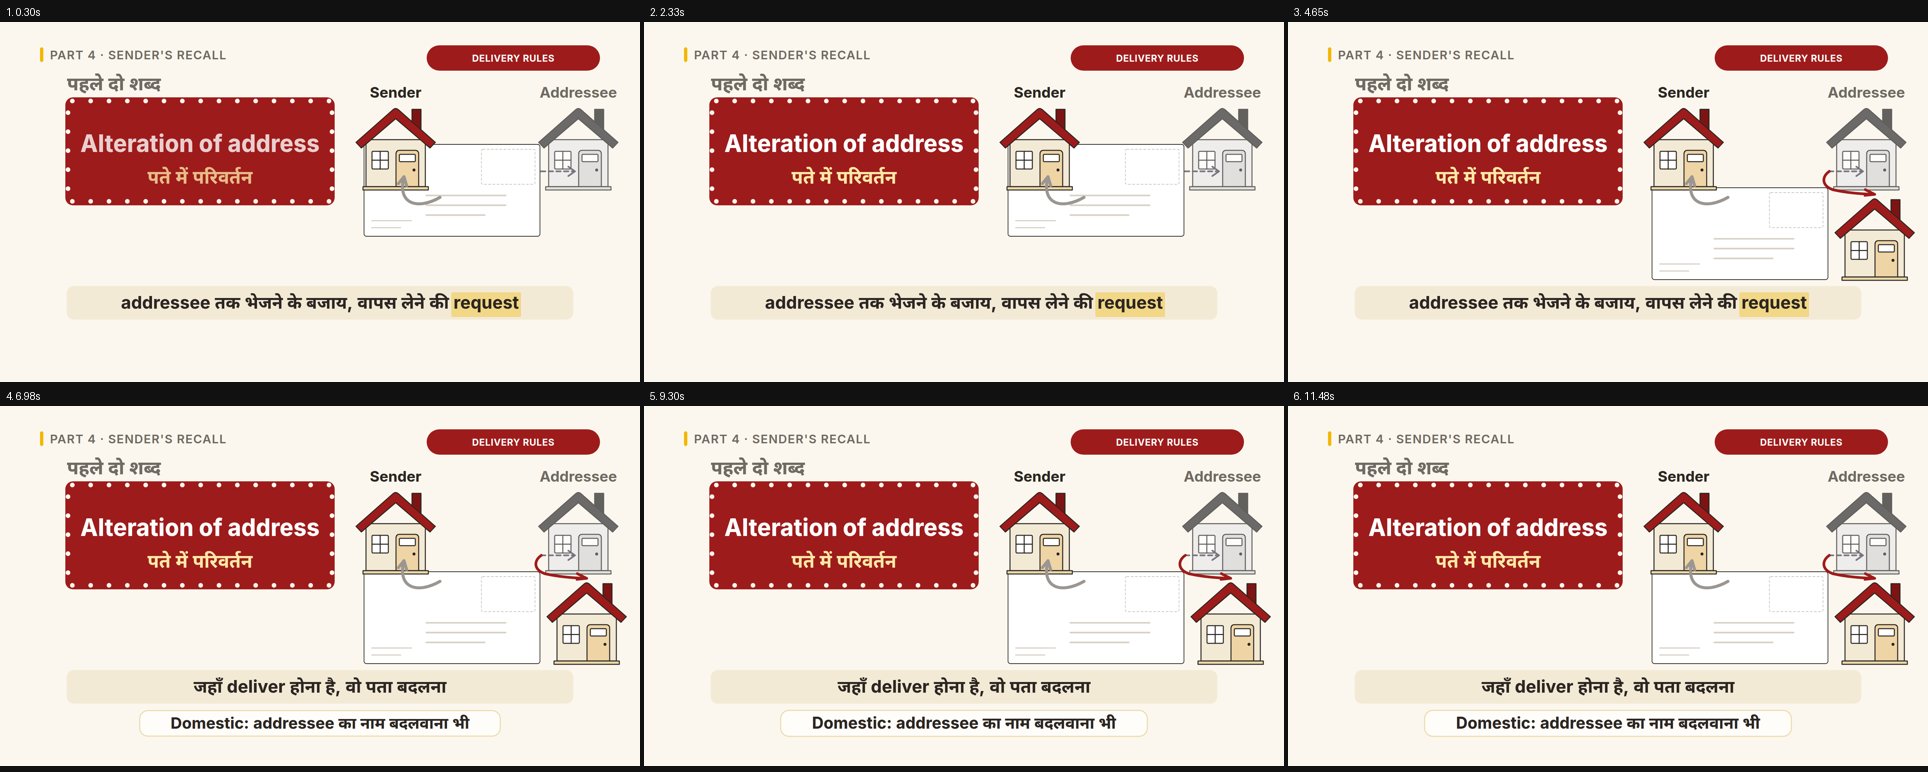 1. 0.30s
PART 4 · SENDER'S RECALL
DELIVERY RULES
पहले दो शब्द
Sender
Addressee
Alteration of address
पते में परिवर्तन
addressee तक भेजने के बजाय, वापस लेने की request
2. 2.33s
PART 4 · SENDER'S RECALL
DELIVERY RULES
पहले दो शब्द
Sender
Addressee
Alteration of address
पते में परिवर्तन
addressee तक भेजने के बजाय, वापस लेने की request
3. 4.65s
PART 4 · SENDER'S RECALL
DELIVERY RULES
पहले दो शब्द
Sender
Addressee
Alteration of address
पते में परिवर्तन
addressee तक भेजने के बजाय, वापस लेने की request
4. 6.98s
PART 4 · SENDER'S RECALL
DELIVERY RULES
पहले दो शब्द
Sender
Addressee
Alteration of address
पते में परिवर्तन
जहाँ deliver होना है, वो पता बदलना
Domestic: addressee का नाम बदलवाना भी
5. 9.30s
PART 4 · SENDER'S RECALL
DELIVERY RULES
पहले दो शब्द
Sender
Addressee
Alteration of address
पते में परिवर्तन
जहाँ deliver होना है, वो पता बदलना
Domestic: addressee का नाम बदलवाना भी
6. 11.48s
PART 4 · SENDER'S RECALL
DELIVERY RULES
पहले दो शब्द
Sender
Addressee
Alteration of address
पते में परिवर्तन
जहाँ deliver होना है, वो पता बदलना
Domestic: addressee का नाम बदलवाना भी